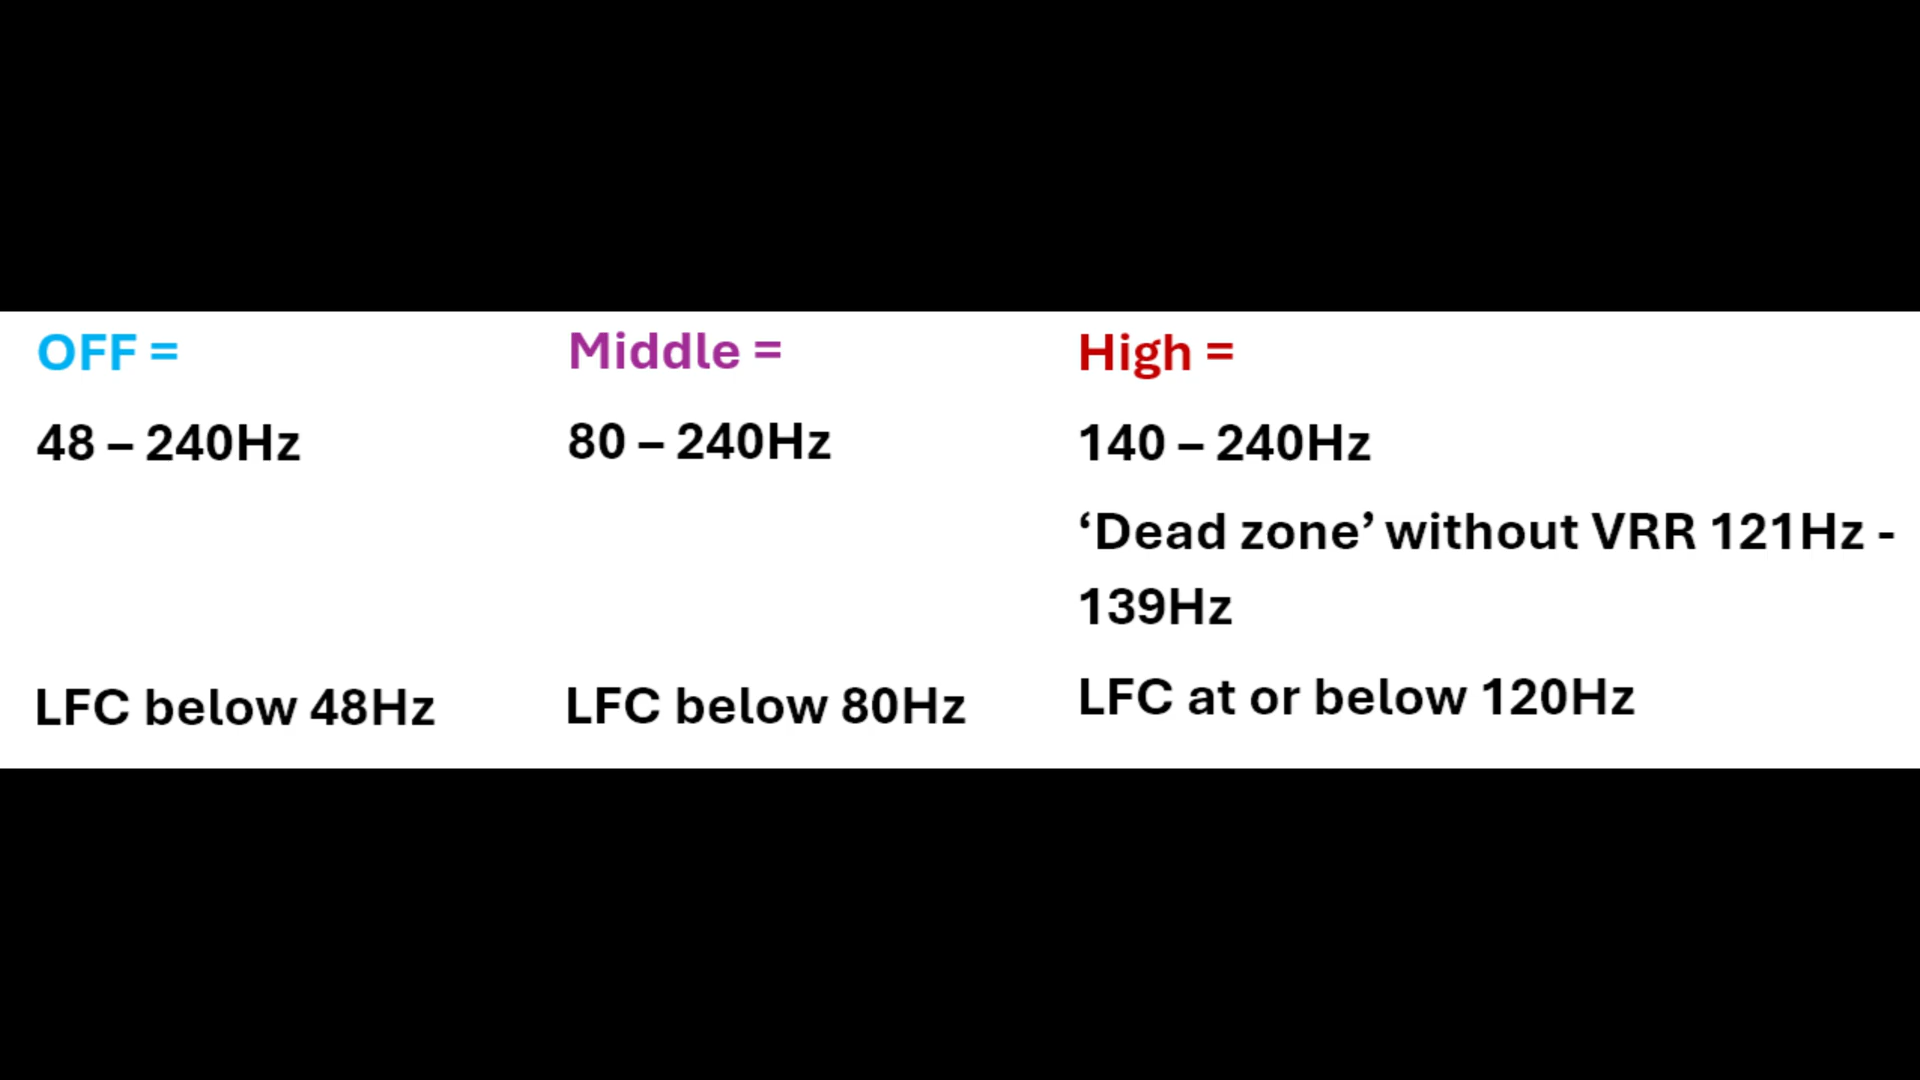 OFF =
48 – 240Hz
LFC below 48Hz
Middle =
80 – 240Hz
LFC below 80Hz
High =
140 – 240Hz
‘Dead zone’ without VRR 121Hz -
139Hz
LFC at or below 120Hz